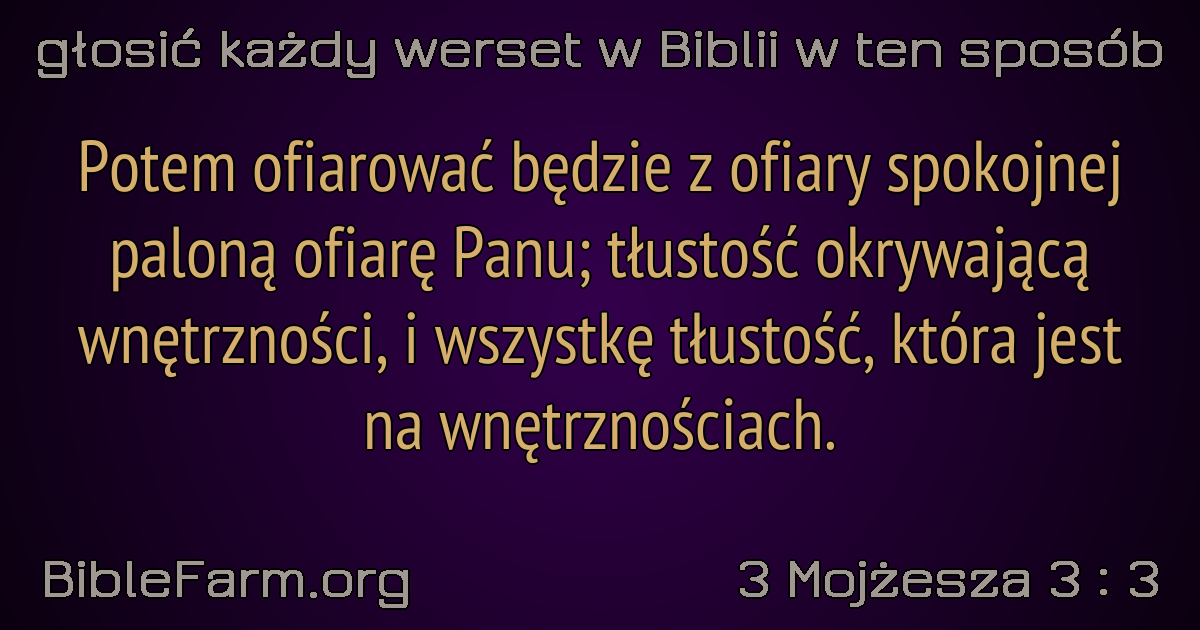 głosić każdy werset w Biblii w ten sposób
Potem ofiarować będzie z ofiary spokojnej
paloną ofiarę Panu; tłustość okrywającą
wnętrzności, i wszystkę tłustość, która jest
na wnętrznościach.
BibleFarm.org
3 Mojżesza 3 : 3